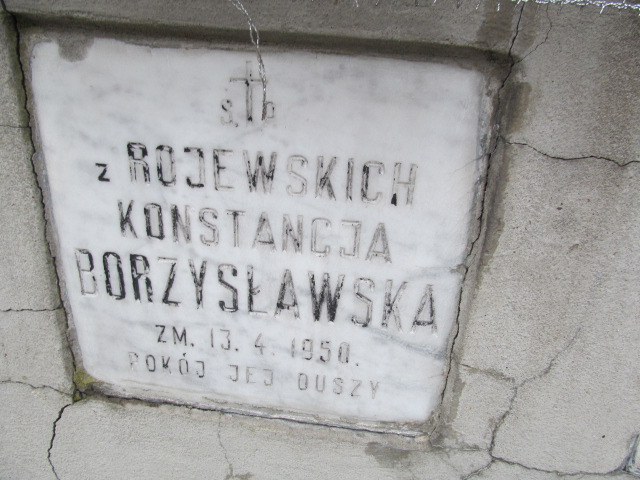 Ś.P.
z ROJEWSKICH
KONSTANCJA
BORZYSŁAWSKA
ZM. 13. 4. 1950.
POKÓJ JEJ DUSZY